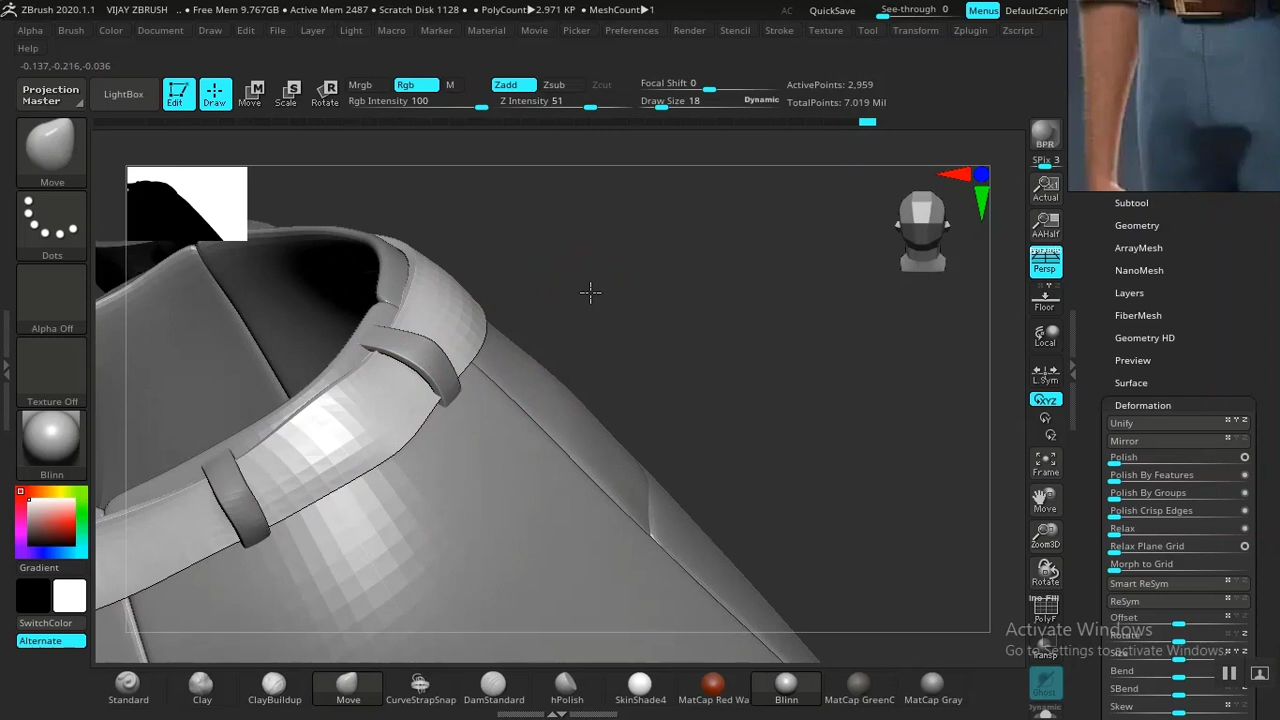 ZBrush 2020.1.1 VIJAY ZBRUSH .. • Free Mem 9.767GB • Active Mem 2487 • Scratch Disk 1128 • PolyCount▶2.971 KP • MeshCount▶1 AC QuickSave See-through 0 Menus DefaultZScript
Alpha Brush Color Document Draw Edit File Layer Light Macro Marker Material Movie Picker Preferences Render Stencil Stroke Texture Tool Transform Zplugin Zscript
Help
-0.137,-0.216,-0.036
Projection Master
LightBox
Edit Draw Move Scale Rotate
Mrgb Rgb M
Rgb Intensity 100
Zadd Zsub Zcut
Z Intensity 51
Focal Shift 0
Draw Size 18 Dynamic
ActivePoints: 2,959
TotalPoints: 7.019 Mil
Move
Dots
Alpha Off
Texture Off
Blinn
Gradient
SwitchColor
Alternate
BPR
SPix 3
Actual
AAHalf
Persp
Floor
Local
L.Sym
XYZ
Y
Z
Frame
Move
Zoom3D
Rotate
PolyF
Transp
Ghost
Dynamic
Subtool
Geometry
ArrayMesh
NanoMesh
Layers
FiberMesh
Geometry HD
Preview
Surface
Deformation
Unify
Mirror
Polish
Polish By Features
Polish By Groups
Polish Crisp Edges
Relax
Relax Plane Grid
Morph to Grid
Smart ReSym
ReSym
Offset
Rotate
Size
Bend
SBend
Skew
Activate Windows
Go to Settings to activate Windows.
Standard Clay ClayBuildup Move CurveStrapSnap DamStandard hPolish SkinShade4 MatCap Red Wa Blinn MatCap GreenC MatCap Gray